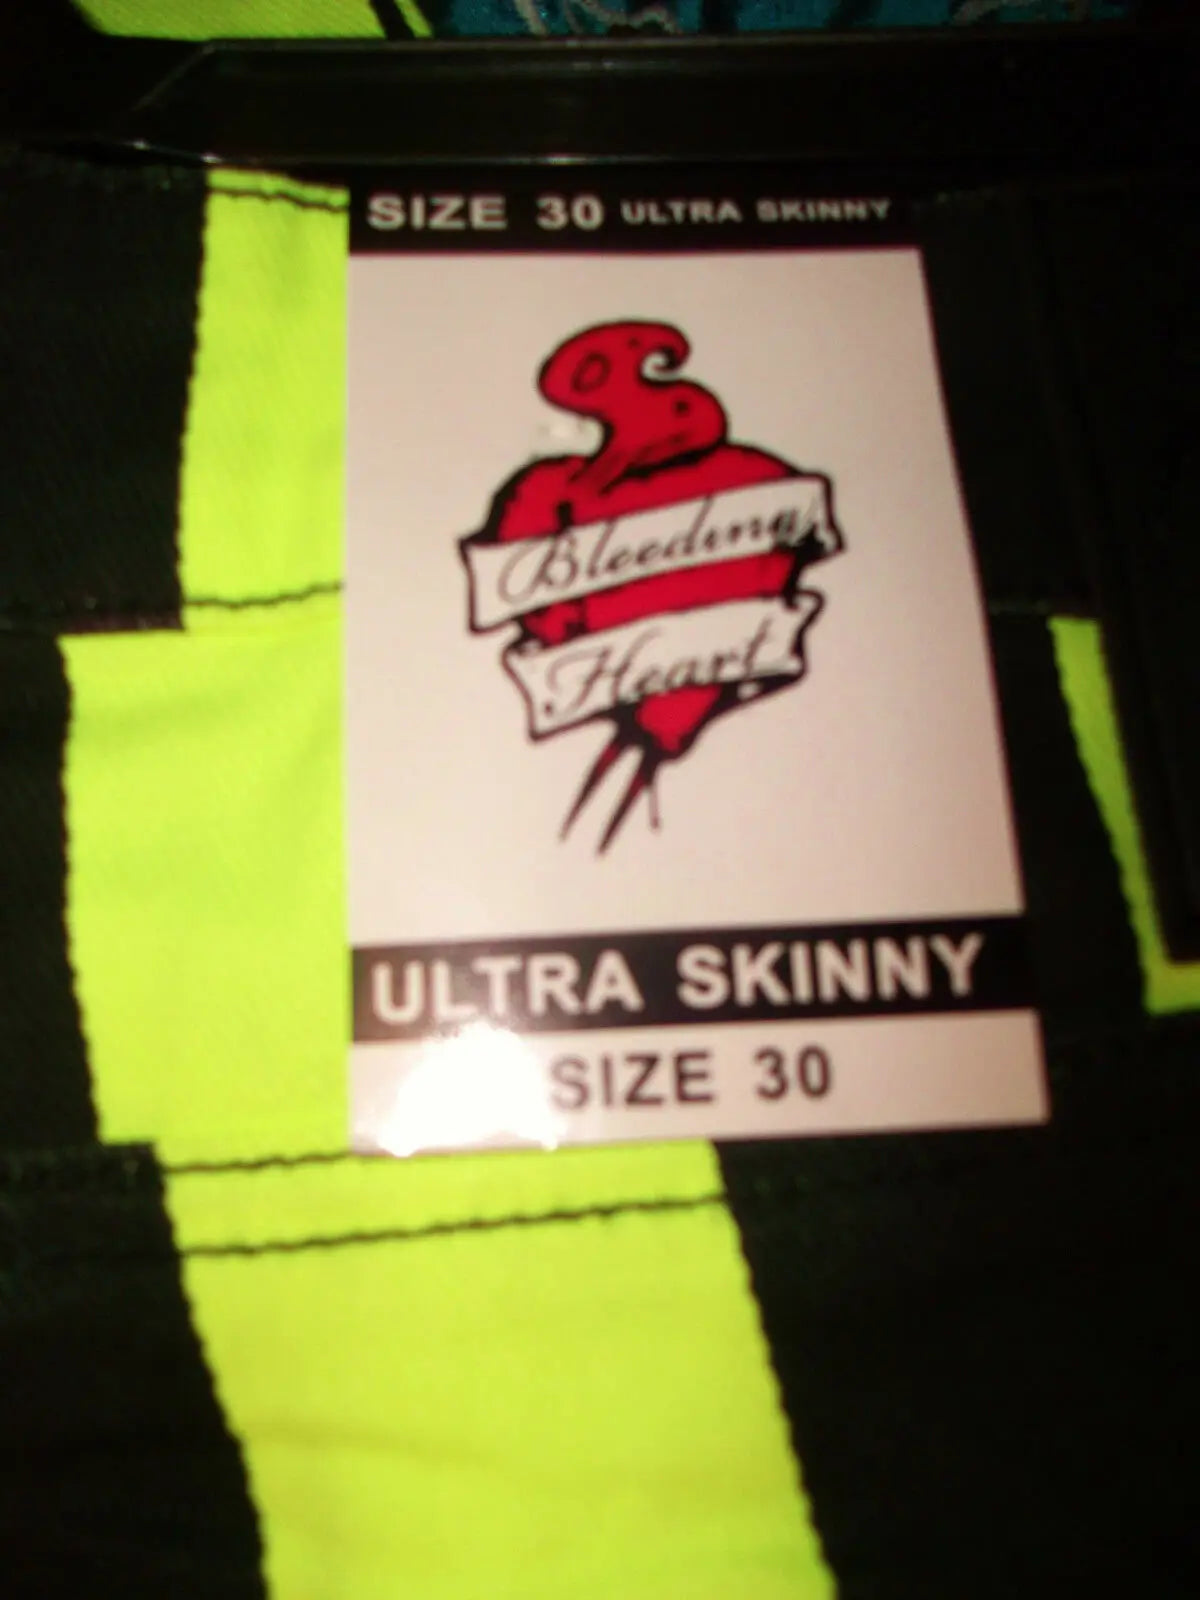 SIZE 30 ULTRA SKINNY
Bleeding
Heart
ULTRA SKINNY
SIZE 30